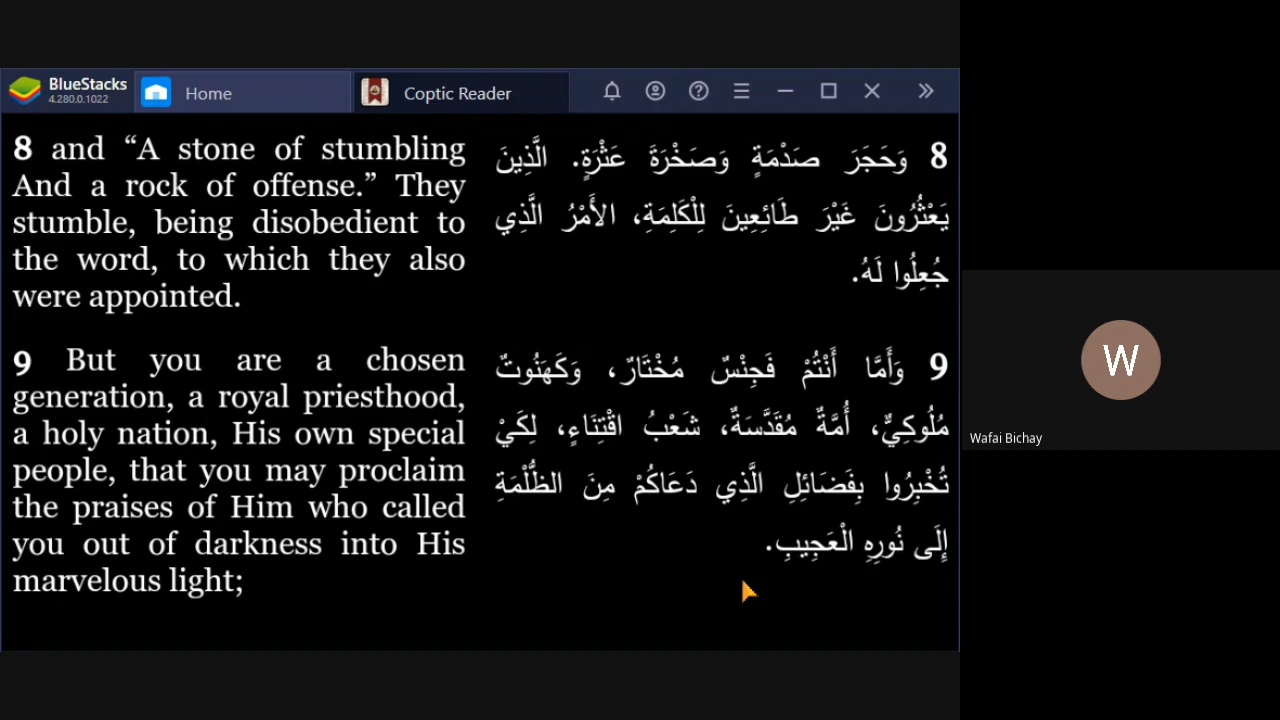 BlueStacks
4.280.0.1022
Home
Coptic Reader
8 and “A stone of stumbling
And a rock of offense.” They
stumble, being disobedient to
the word, to which they also
were appointed.
8 وَحَجَرَ صَدْمَةٍ وَصَخْرَةَ عَثْرَةٍ. الَّذِينَ
يَعْثُرُونَ غَيْرَ طَائِعِينَ لِلْكَلِمَةِ، الأَمْرُ الَّذِي
جُعِلُوا لَهُ.
9 But you are a chosen
generation, a royal priesthood,
a holy nation, His own special
people, that you may proclaim
the praises of Him who called
you out of darkness into His
marvelous light;
9 وَأَمَّا أَنْتُمْ فَجِنْسٌ مُخْتَارٌ، وَكَهَنُوتٌ
مُلُوكِيٌّ، أُمَّةٌ مُقَدَّسَةٌ، شَعْبُ اقْتِنَاءٍ، لِكَيْ
تُخْبِرُوا بِفَضَائِلِ الَّذِي دَعَاكُمْ مِنَ الظُّلْمَةِ
إِلَى نُورِهِ الْعَجِيبِ.
W
Wafai Bichay